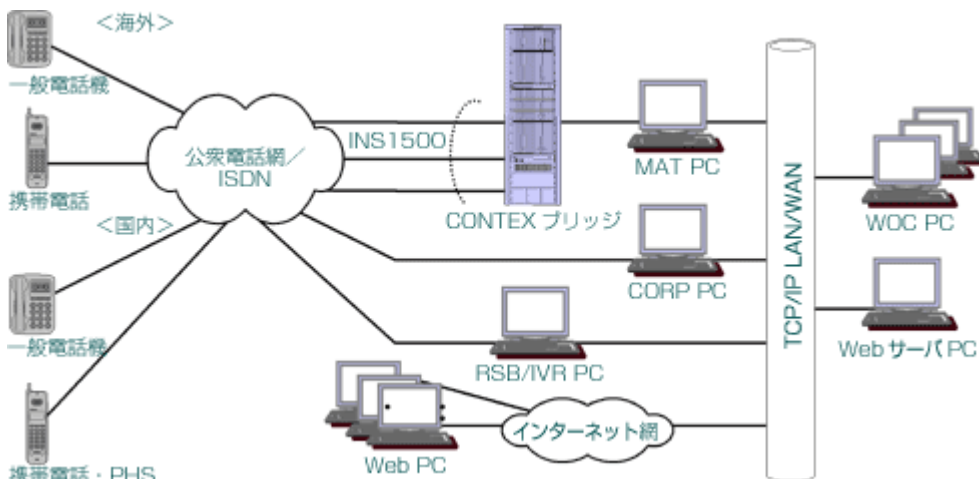 <海外>
一般電話機
携帯電話
公衆電話網/
ISDN
INS1500
CONTEX ブリッジ
MAT PC
<国内>
CORP PC
一般電話機
RSB/IVR PC
Web PC
インターネット網
携帯電話・PHS
TCP/IP LAN/WAN
WOC PC
Webサーバ PC